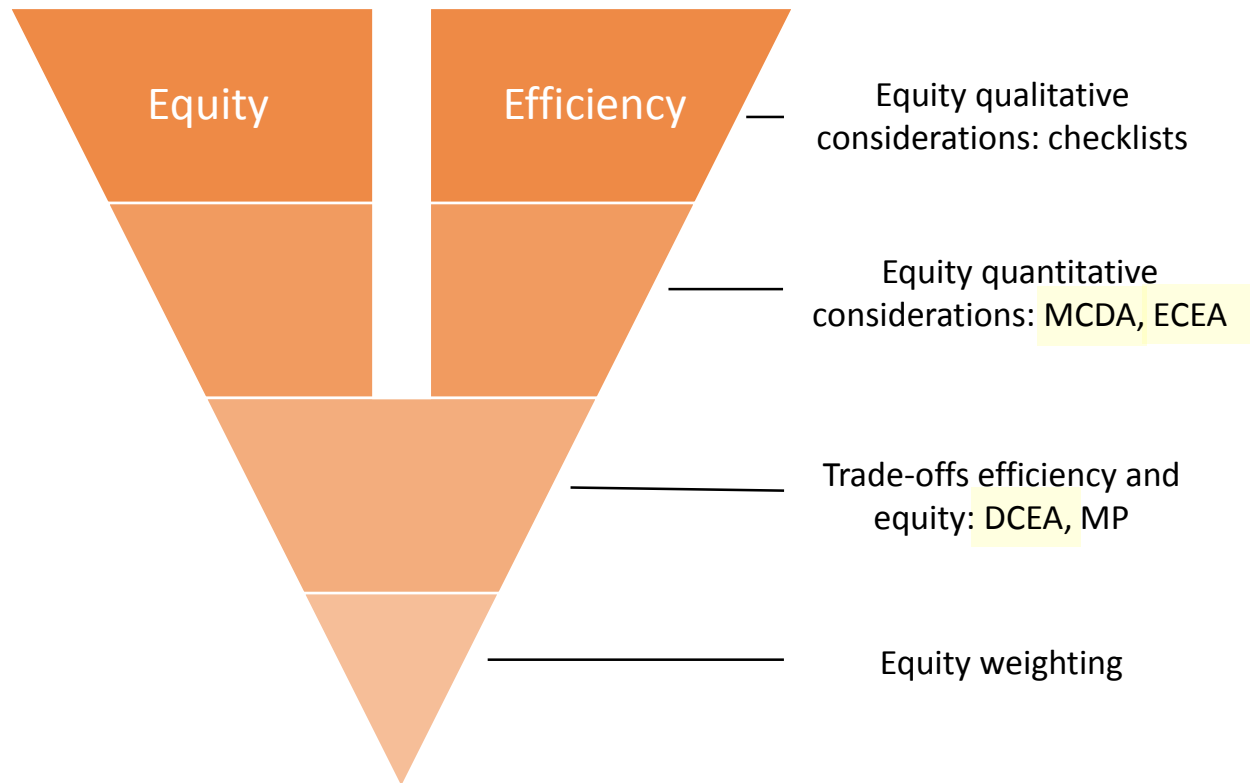 Equity
Efficiency
Equity qualitative
considerations: checklists
Equity quantitative
considerations: MCDA, ECEA
Trade-offs efficiency and
equity: DCEA, MP
Equity weighting